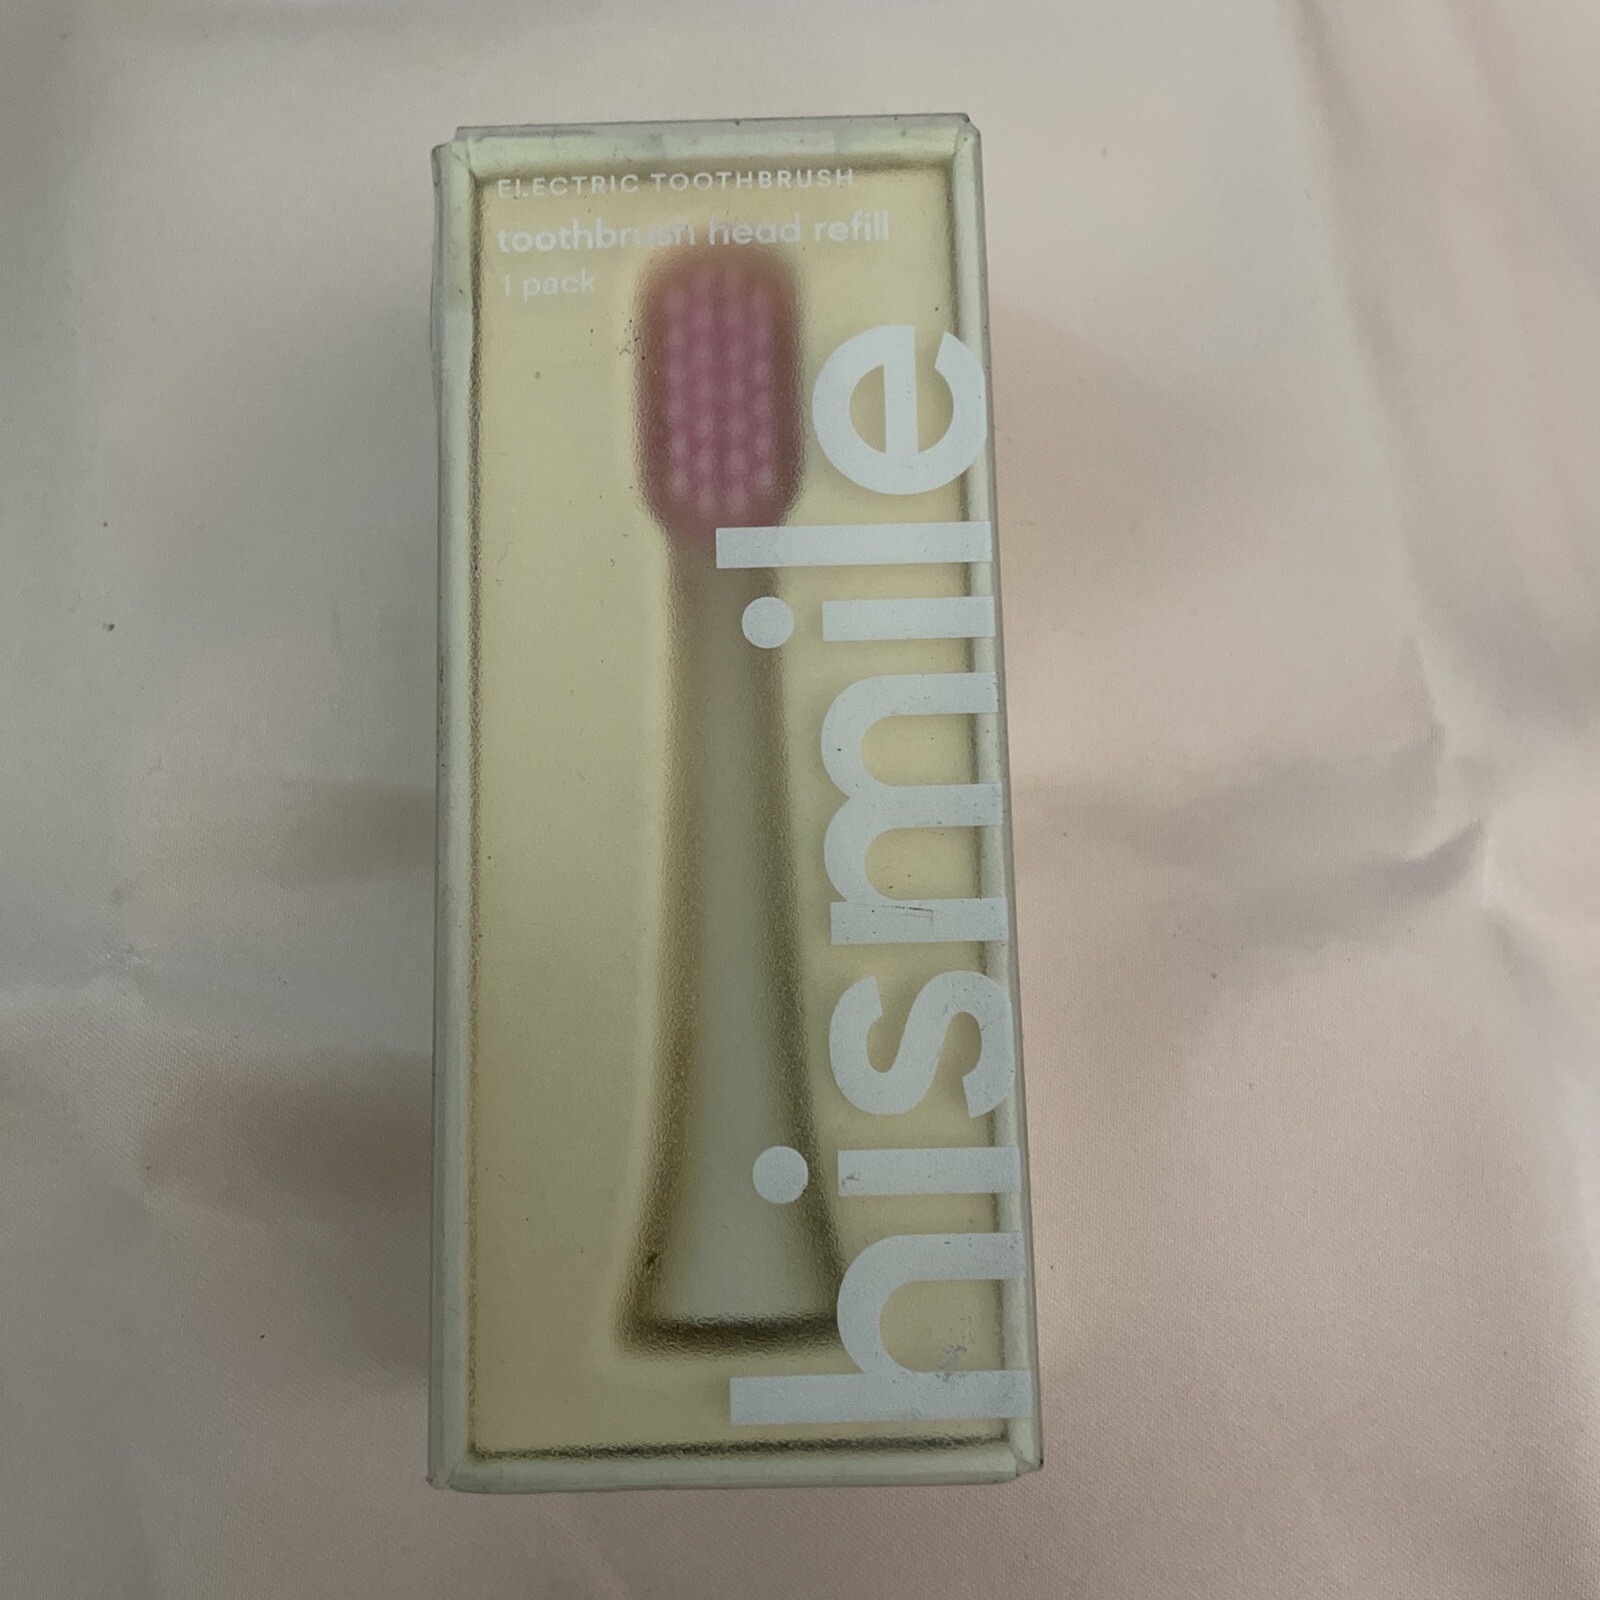 ELECTRIC TOOTHBRUSH
toothbrush head refill
1 pack
hismile